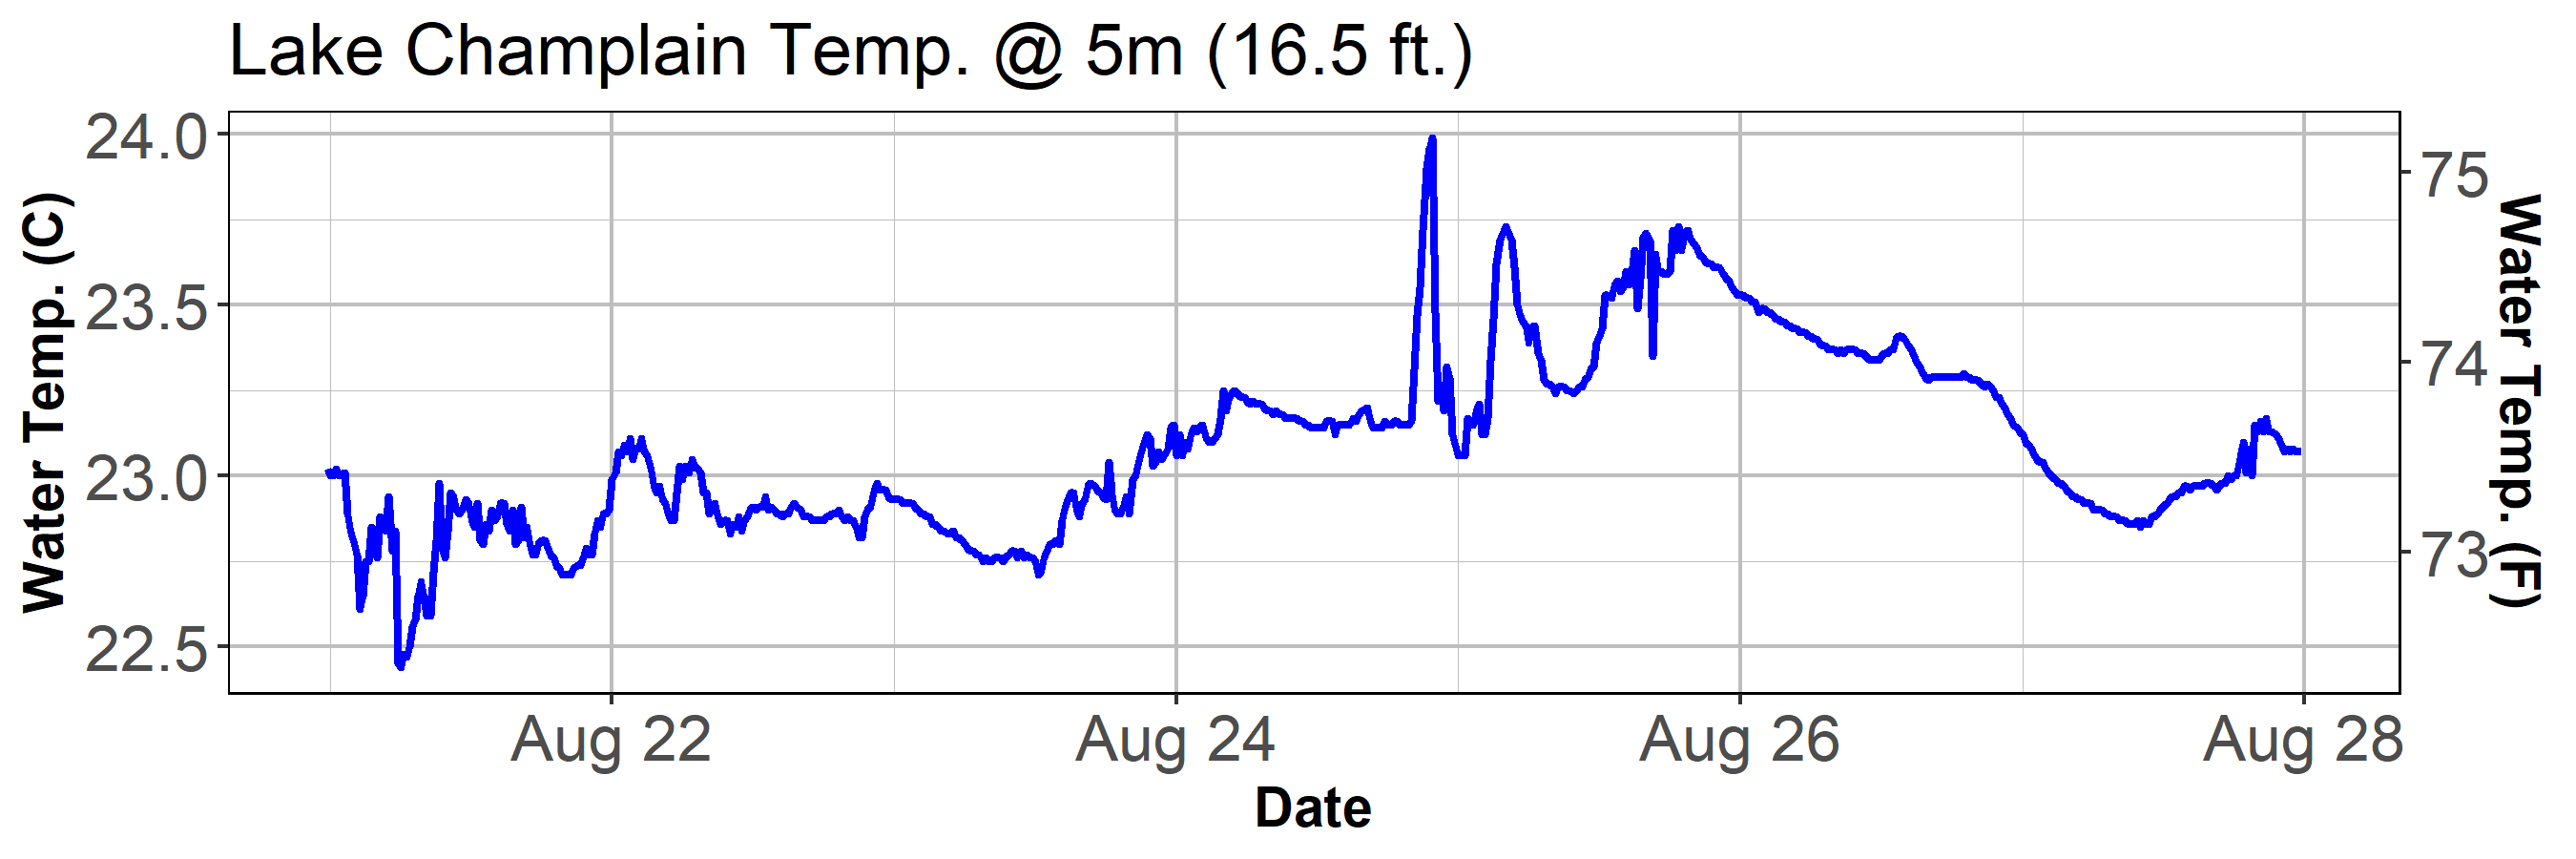 Lake Champlain Temp. @ 5m (16.5 ft.)
Water Temp. (C)
24.0
23.5
23.0
22.5
75
74
73
Water Temp. (F)
Aug 22 Aug 24 Aug 26 Aug 28
Date